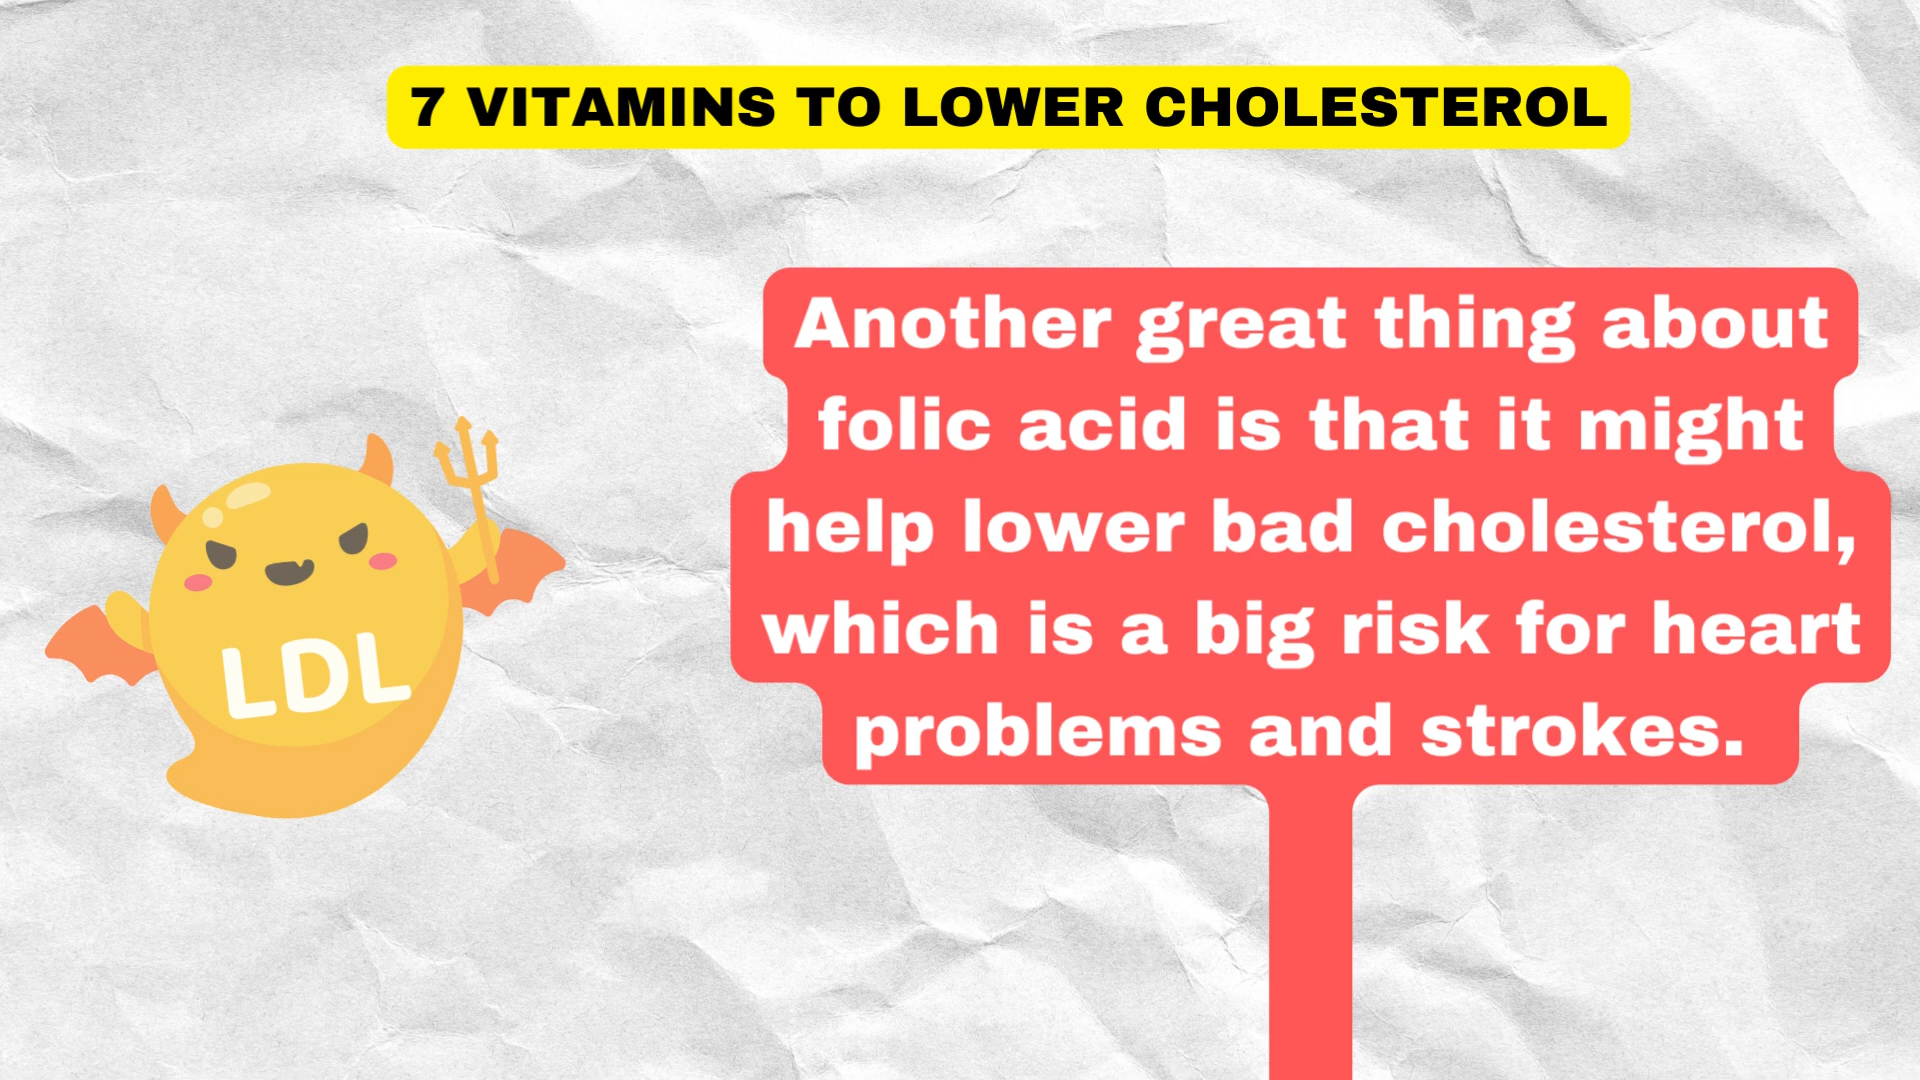 7 VITAMINS TO LOWER CHOLESTEROL
Another great thing about
folic acid is that it might
help lower bad cholesterol,
which is a big risk for heart
problems and strokes.
LDL